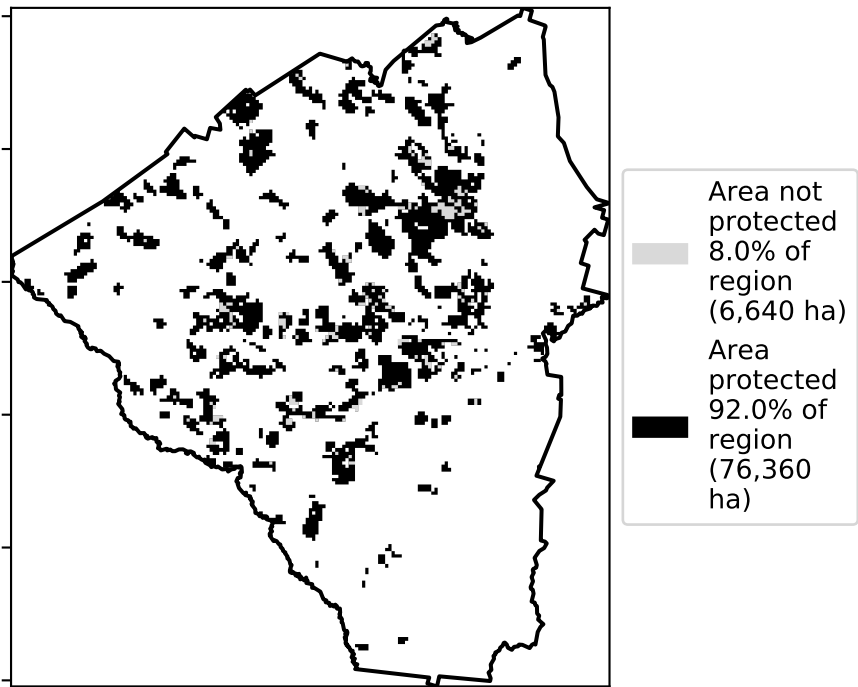 Area not
protected
8.0% of
region
(6,640 ha)
Area
protected
92.0% of
region
(76,360
ha)